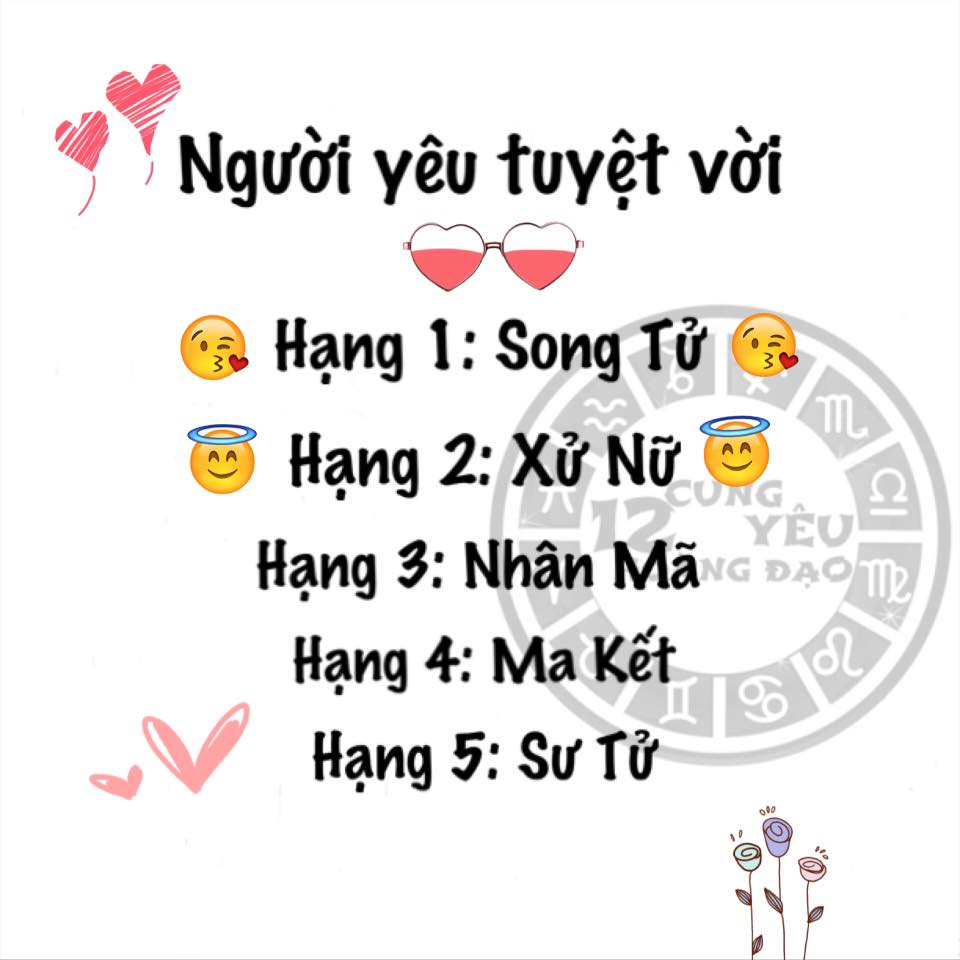 Người yêu tuyệt vời
Hạng 1: Song Tử
Hạng 2: Xử Nữ
CUNG
12 YÊU
NG ĐẠO
Hạng 3: Nhân Mã
Hạng 4: Ma Kết
Hạng 5: Sư Tử